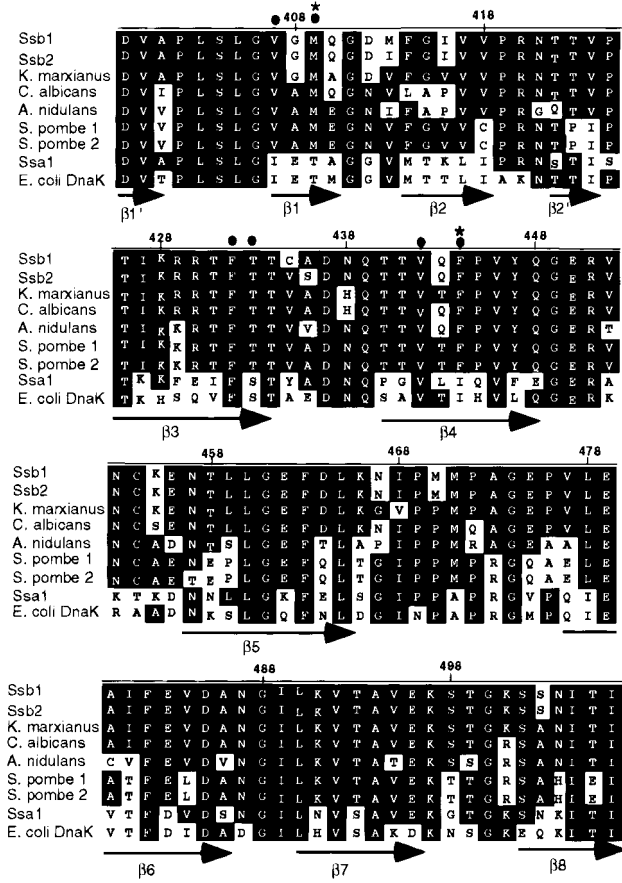 408 418
Ssb1 D V A P L S L G V G M Q G D M F G I V V P R N T T V P
Ssb2 D V A P L S L G V G M Q G D I F G I V V P R N T T V P
K. marxianus D V A P L S L G V G M A G D V F G V V V P R N T T V P
C. albicans D V I P L S L G V A M Q G N V L A P V V P R N T T V P
A. nidulans D V V P L S L G V A M E G N I F A P V V P R G Q T V P
S. pombe 1 D V V P L S L G V A M E G N V F G V V C P R N T P I P
S. pombe 2 D V V P L S L G V A M E G N V F G V V C P R N T P I P
Ssa1 D V A P L S L G I E T A G G V M T K L I P R N S T I S
E. coli DnaK D V T P L S L G I E T M G G V M T T L I A K N T T I P
β1' β1 β2 β2'
428 438 448
Ssb1 T I K R R T F T T C A D N Q T T V Q F P V Y Q G E R V
Ssb2 T I K R R T F T T V S D N Q T T V Q F P V Y Q G E R V
K. marxianus T I K R R T F T T V A D H Q T T V T F P V Y Q G E R V
C. albicans T I K R R T F T T V A D H Q T T V Q F P V Y Q G E R V
A. nidulans T I K K R T F T T V V D N Q T T V Q F P V Y Q G E R T
S. pombe 1 T I K K R T F T T V A D N Q T T V T F P V Y Q G E R V
S. pombe 2 T I K K R T F T T V A D N Q T T V T F P V Y Q G E R V
Ssa1 T K K F E I F S T Y A D N Q P G V L I Q V F E G E R A
E. coli DnaK T K H S Q V F S T A E D N Q S A V T I H V L Q G E R K
β3 β4
458 468 478
Ssb1 N C K E N T L L G E F D L K N I P M M P A G E P V L E
Ssb2 N C K E N T L L G E F D L K N I P M M P A G E P V L E
K. marxianus N C K E N T L L G E F D L K G V P P M P A G E P V L E
C. albicans N C S E N T L L G E F D L K N I P P M Q A G E P V L E
A. nidulans N C A D N T S L G E F T L A P I P P M R A G E A A L E
S. pombe 1 N C A E N E P L G E F Q L T G I P P M P R G Q A E L E
S. pombe 2 N C A E T E P L G E F Q L T G I P P M P R G Q A E L E
Ssa1 K T K D N N L L G K F E L S G I P P A P R G V P Q I E
E. coli DnaK R A A D N K S L G Q F N L D G I N P A P R G M P Q I E
β5
488 498
Ssb1 A I F E V D A N G I L K V T A V E K S T G K S S N I T I
Ssb2 A I F E V D A N G I L K V T A V E K S T G K S S N I T I
K. marxianus A I F E V D A N G I L K V T A V E K S T G K S A N I T I
C. albicans A I F E V D A N G I L K V T A V E K S T G R S A N I T I
A. nidulans C V F E V D V N G I L K V T A T E K S S G R S A N I T I
S. pombe 1 A T F E L D A N G I L K V T A V E K T T G R S A H I E I
S. pombe 2 A T F E L D A N G I L K V T A V E K T T G R S A H I E I
Ssa1 V T F D V D S N G I L N V S A V E K G T G K S N K I T I
E. coli DnaK V T F D I D A D G I L H V S A K D K N S G K E Q K I T I
β6 β7 β8